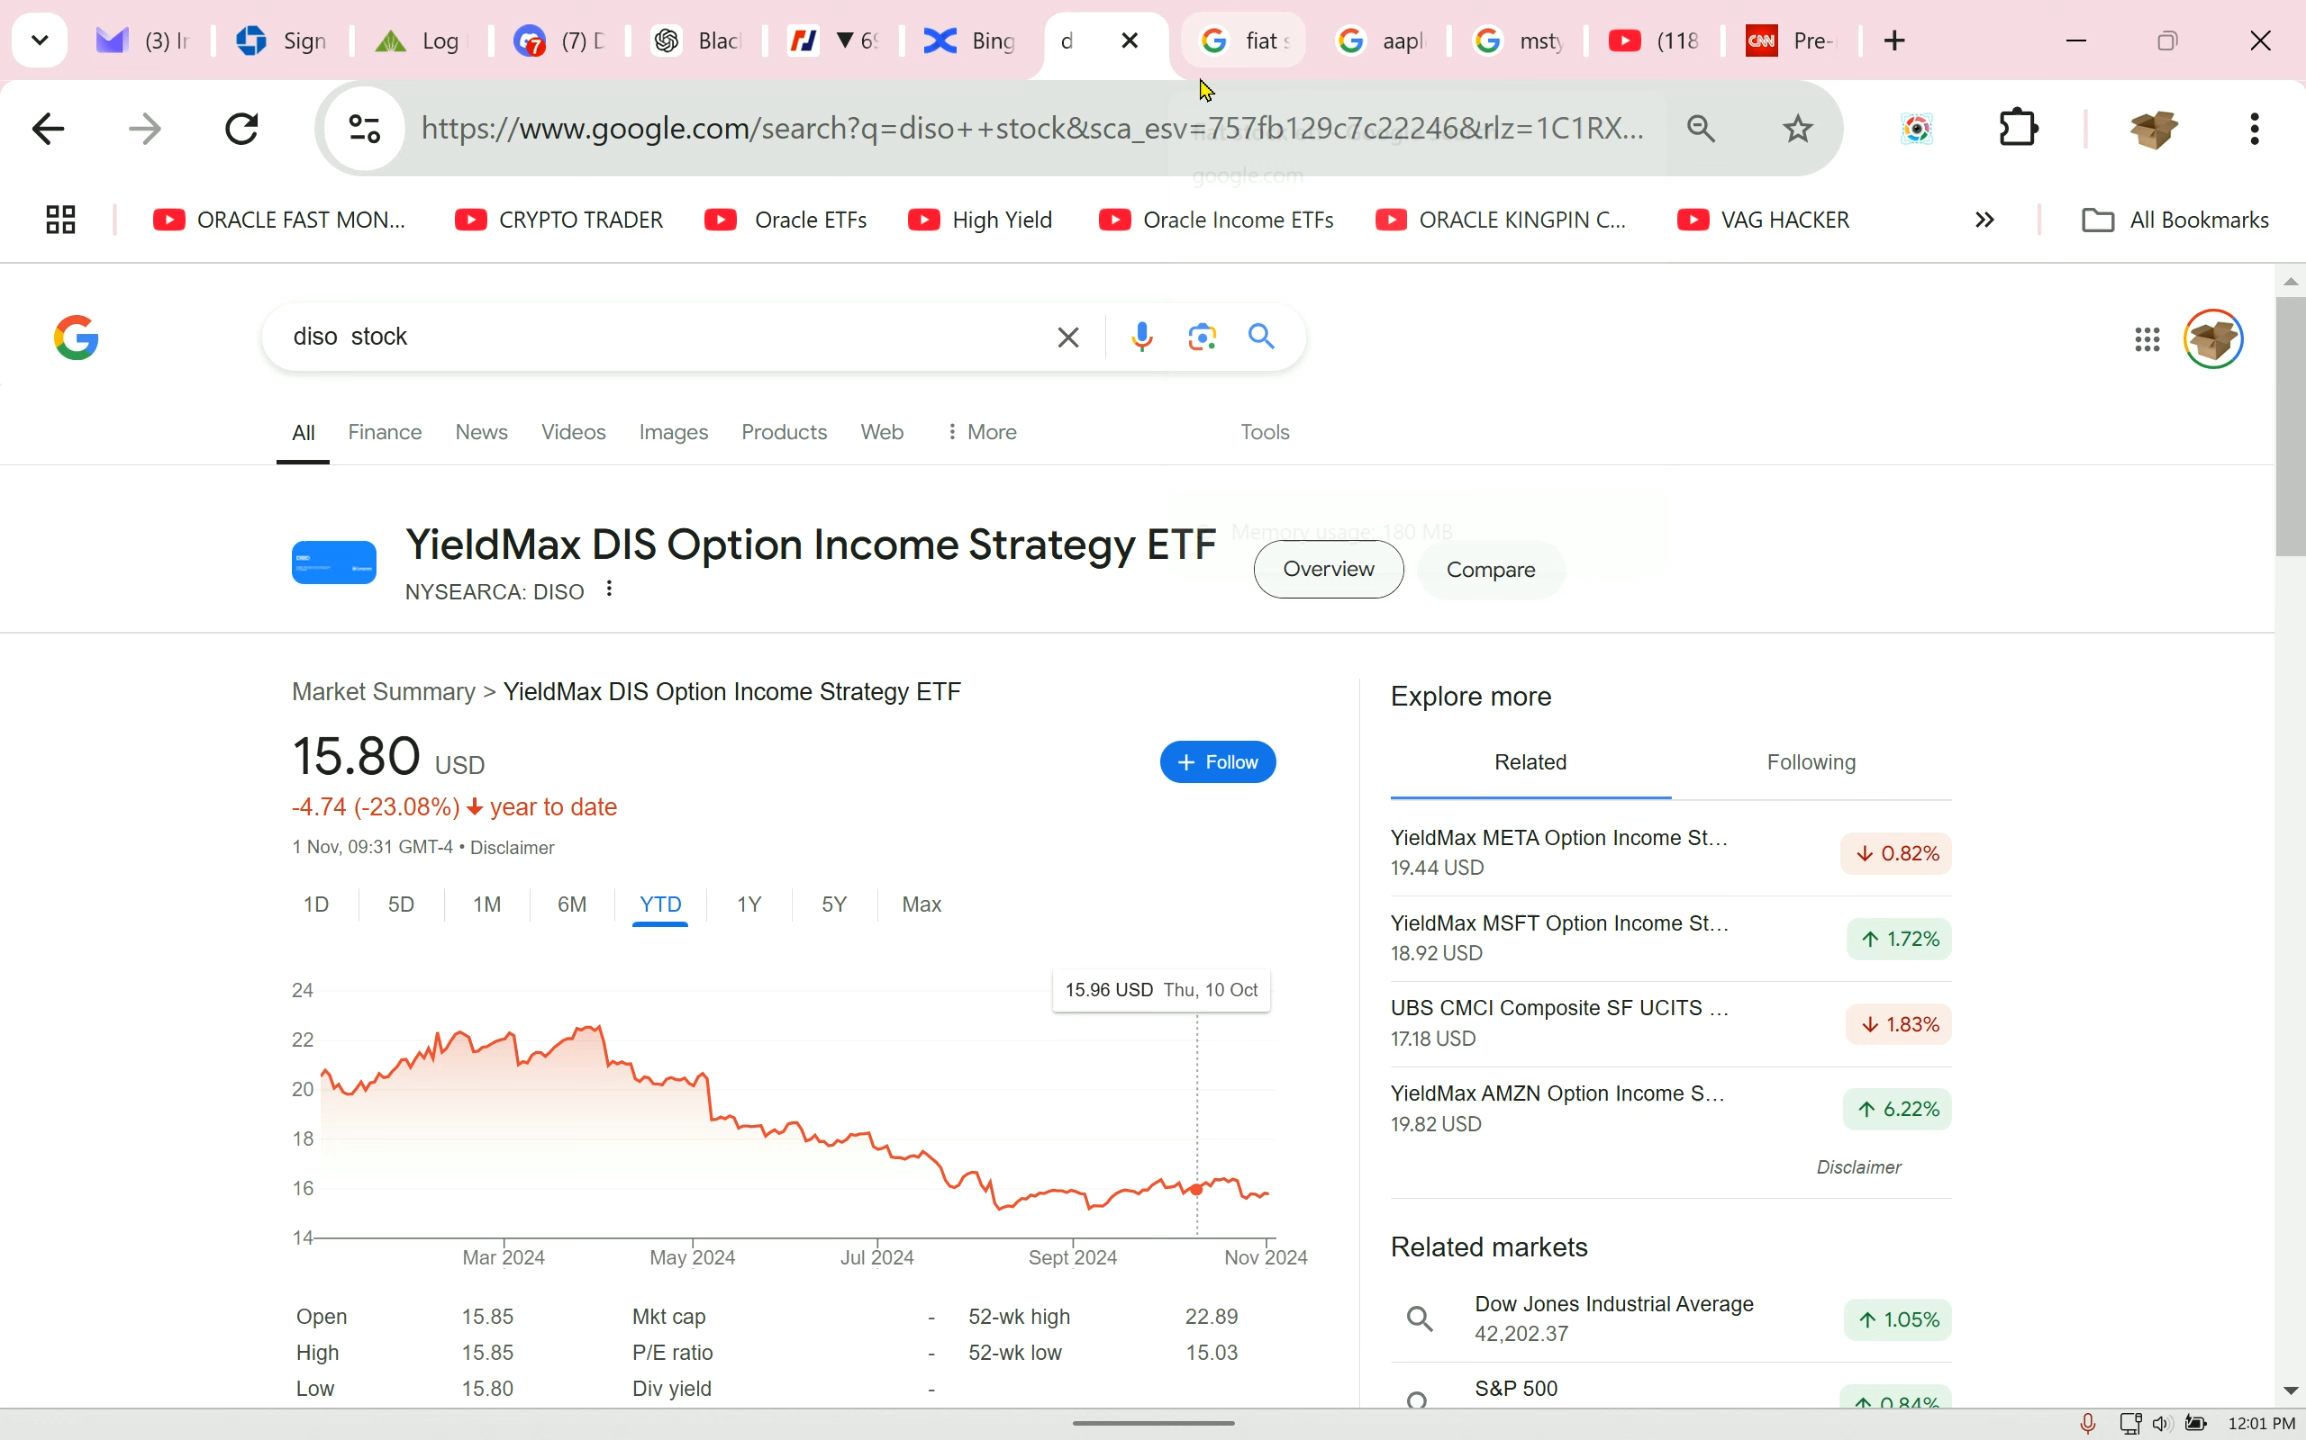 (3) Ir
Sign
Log
(7) D
Blac
▼ 6
Bing
d
fiat s
aapl
msty
(118
CNN Pre-
https://www.google.com/search?q=diso++stock&sca_esv=757fb129c7c22246&rlz=1C1RX...
google.com
ORACLE FAST MON...
CRYPTO TRADER
Oracle ETFs
High Yield
Oracle Income ETFs
ORACLE KINGPIN C...
VAG HACKER
All Bookmarks
diso stock
All Finance News Videos Images Products Web More Tools
Memory usage: 180 MB
YieldMax DIS Option Income Strategy ETF
NYSEARCA: DISO
Overview
Compare
Market Summary > YieldMax DIS Option Income Strategy ETF
15.80 USD
+ Follow
-4.74 (-23.08%) ↓ year to date
1 Nov, 09:31 GMT-4 • Disclaimer
1D 5D 1M 6M YTD 1Y 5Y Max
15.96 USD Thu, 10 Oct
24
22
20
18
16
14
Mar 2024 May 2024 Jul 2024 Sept 2024 Nov 2024
Open 15.85 Mkt cap - 52-wk high 22.89
High 15.85 P/E ratio - 52-wk low 15.03
Low 15.80 Div yield -
Explore more
Related Following
YieldMax META Option Income St...
19.44 USD
↓ 0.82%
YieldMax MSFT Option Income St...
18.92 USD
↑ 1.72%
UBS CMCI Composite SF UCITS ...
17.18 USD
↓ 1.83%
YieldMax AMZN Option Income S...
19.82 USD
↑ 6.22%
Disclaimer
Related markets
Dow Jones Industrial Average
42,202.37
↑ 1.05%
S&P 500
↑ 0.84%
12:01 PM